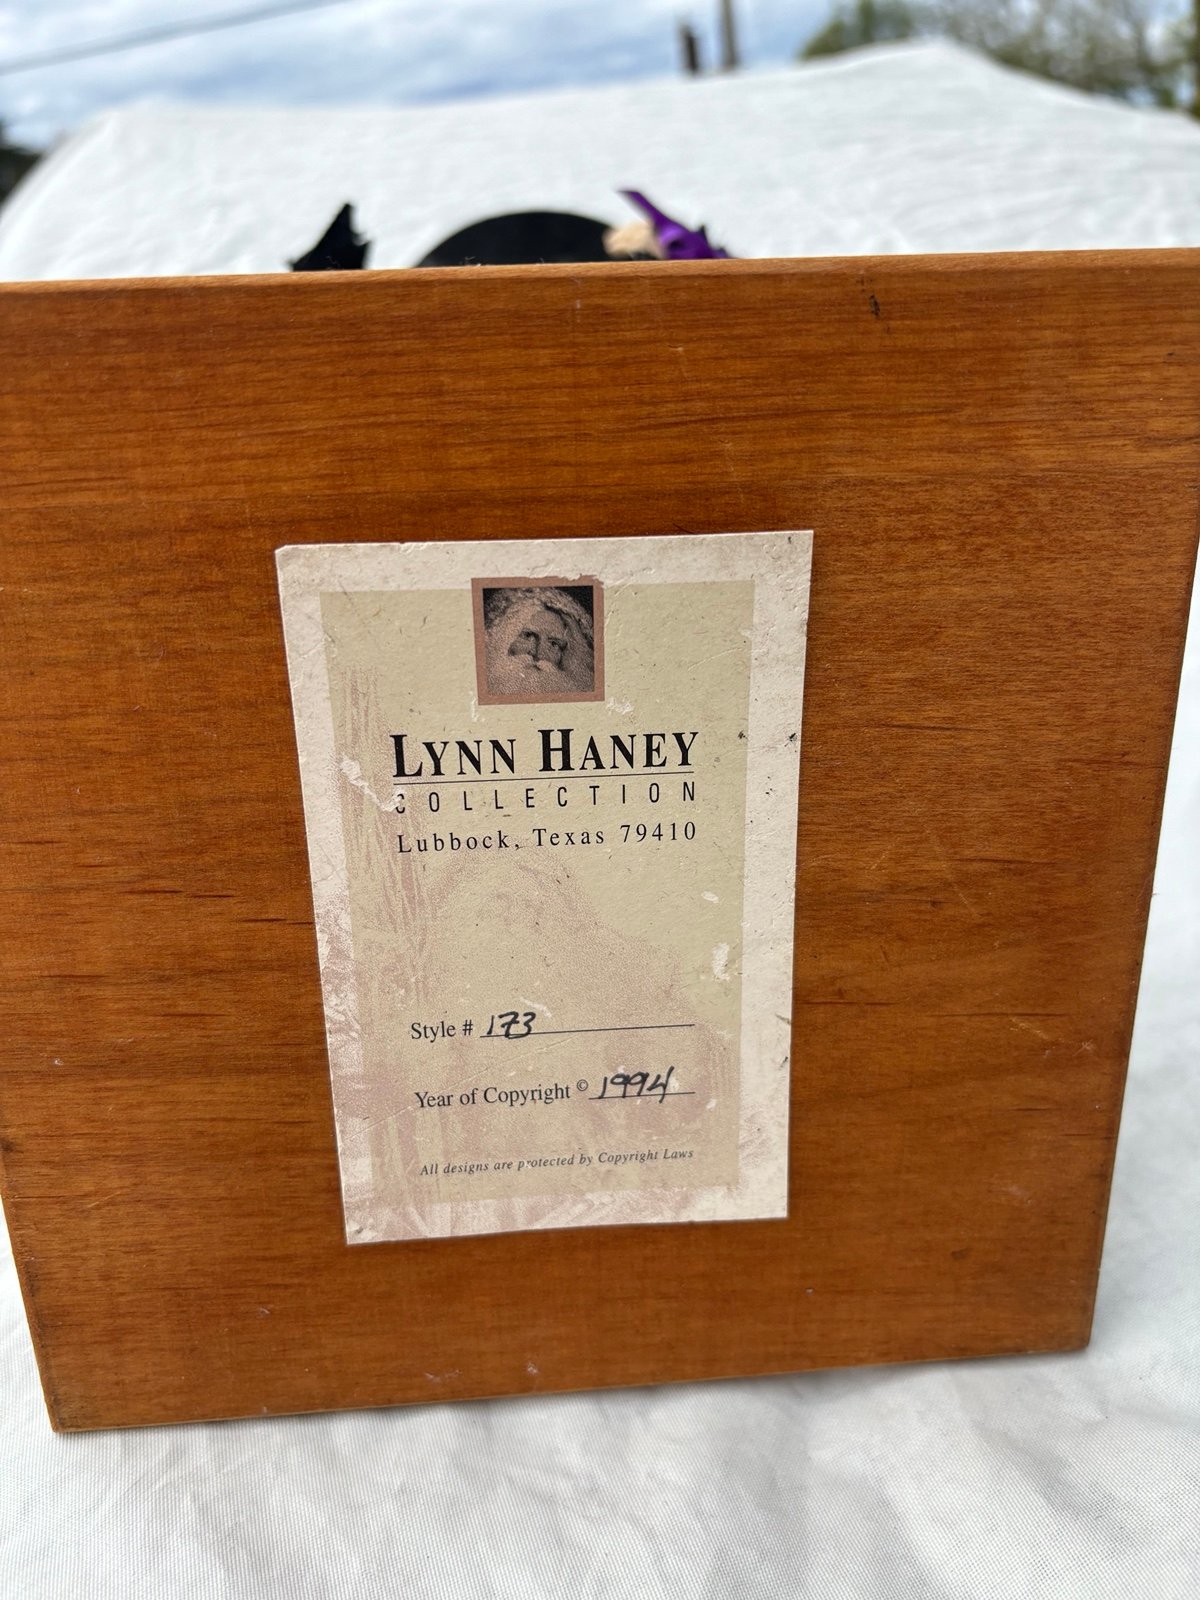 LYNN HANEY
COLLECTION
Lubbock, Texas 79410
Style # 173
Year of Copyright © 1994
All designs are protected by Copyright Laws